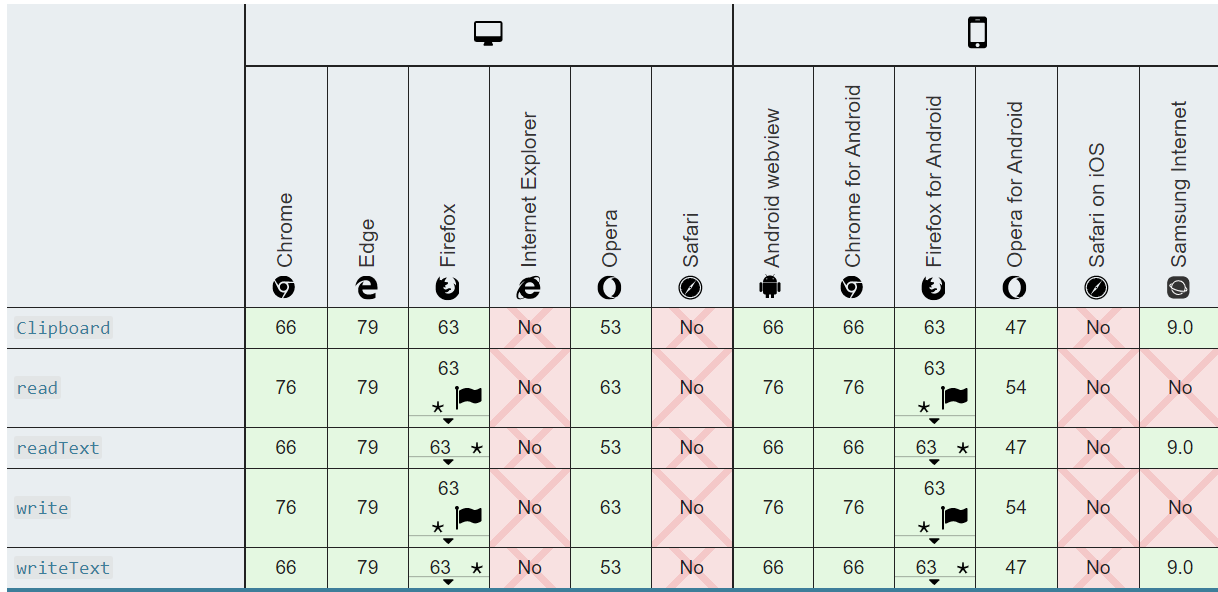 Chrome Edge Firefox Internet Explorer Opera Safari Android webview Chrome for Android Firefox for Android Opera for Android Safari on iOS Samsung Internet
Clipboard 66 79 63 No 53 No 66 66 63 47 No 9.0
read 76 79 63 * No 63 No 76 76 63 * 54 No No
readText 66 79 63 * No 53 No 66 66 63 * 47 No 9.0
write 76 79 63 * No 63 No 76 76 63 * 54 No No
writeText 66 79 63 * No 53 No 66 66 63 * 47 No 9.0